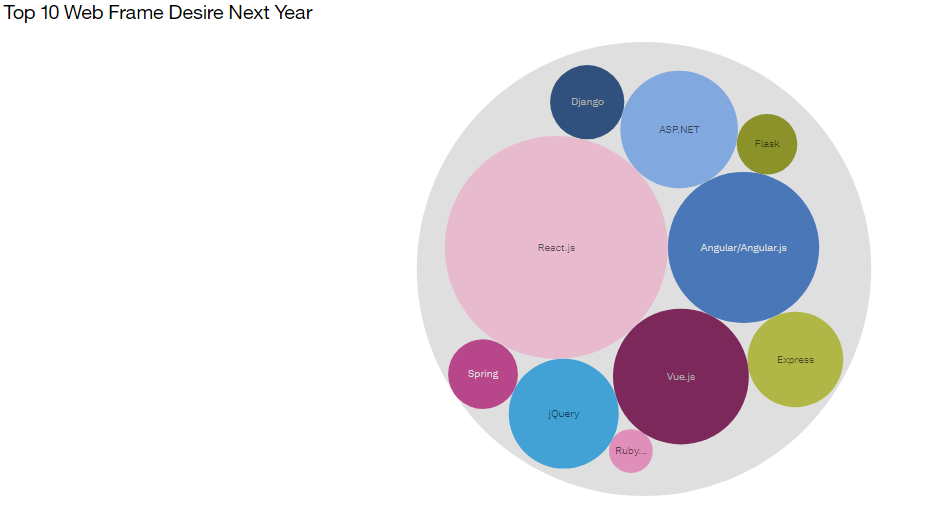 Top 10 Web Frame Desire Next Year
Django
ASP.NET
Flask
React.js
Angular/Angular.js
Express
Spring
Vue.js
jQuery
Ruby...